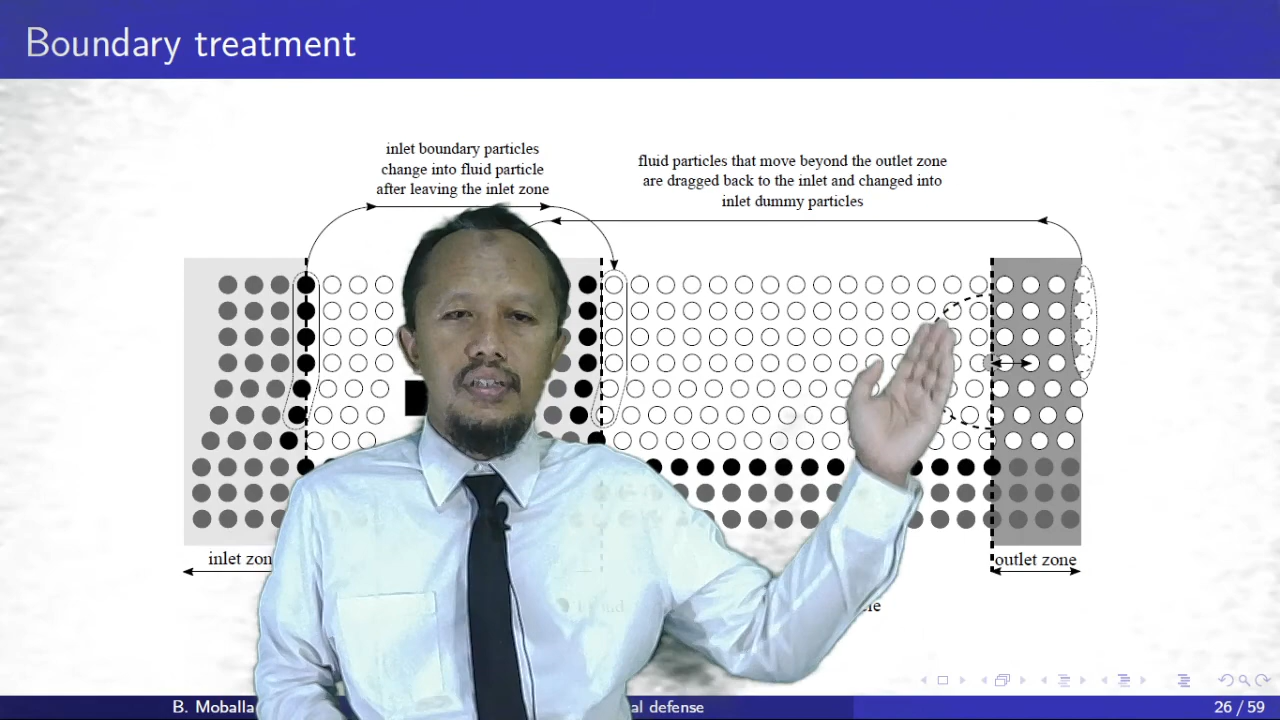 Boundary treatment
inlet boundary particles
change into fluid particle
after leaving the inlet zone
fluid particles that move beyond the outlet zone
are dragged back to the inlet and changed into
inlet dummy particles
inlet
outlet zone
B.
defense
26 / 59